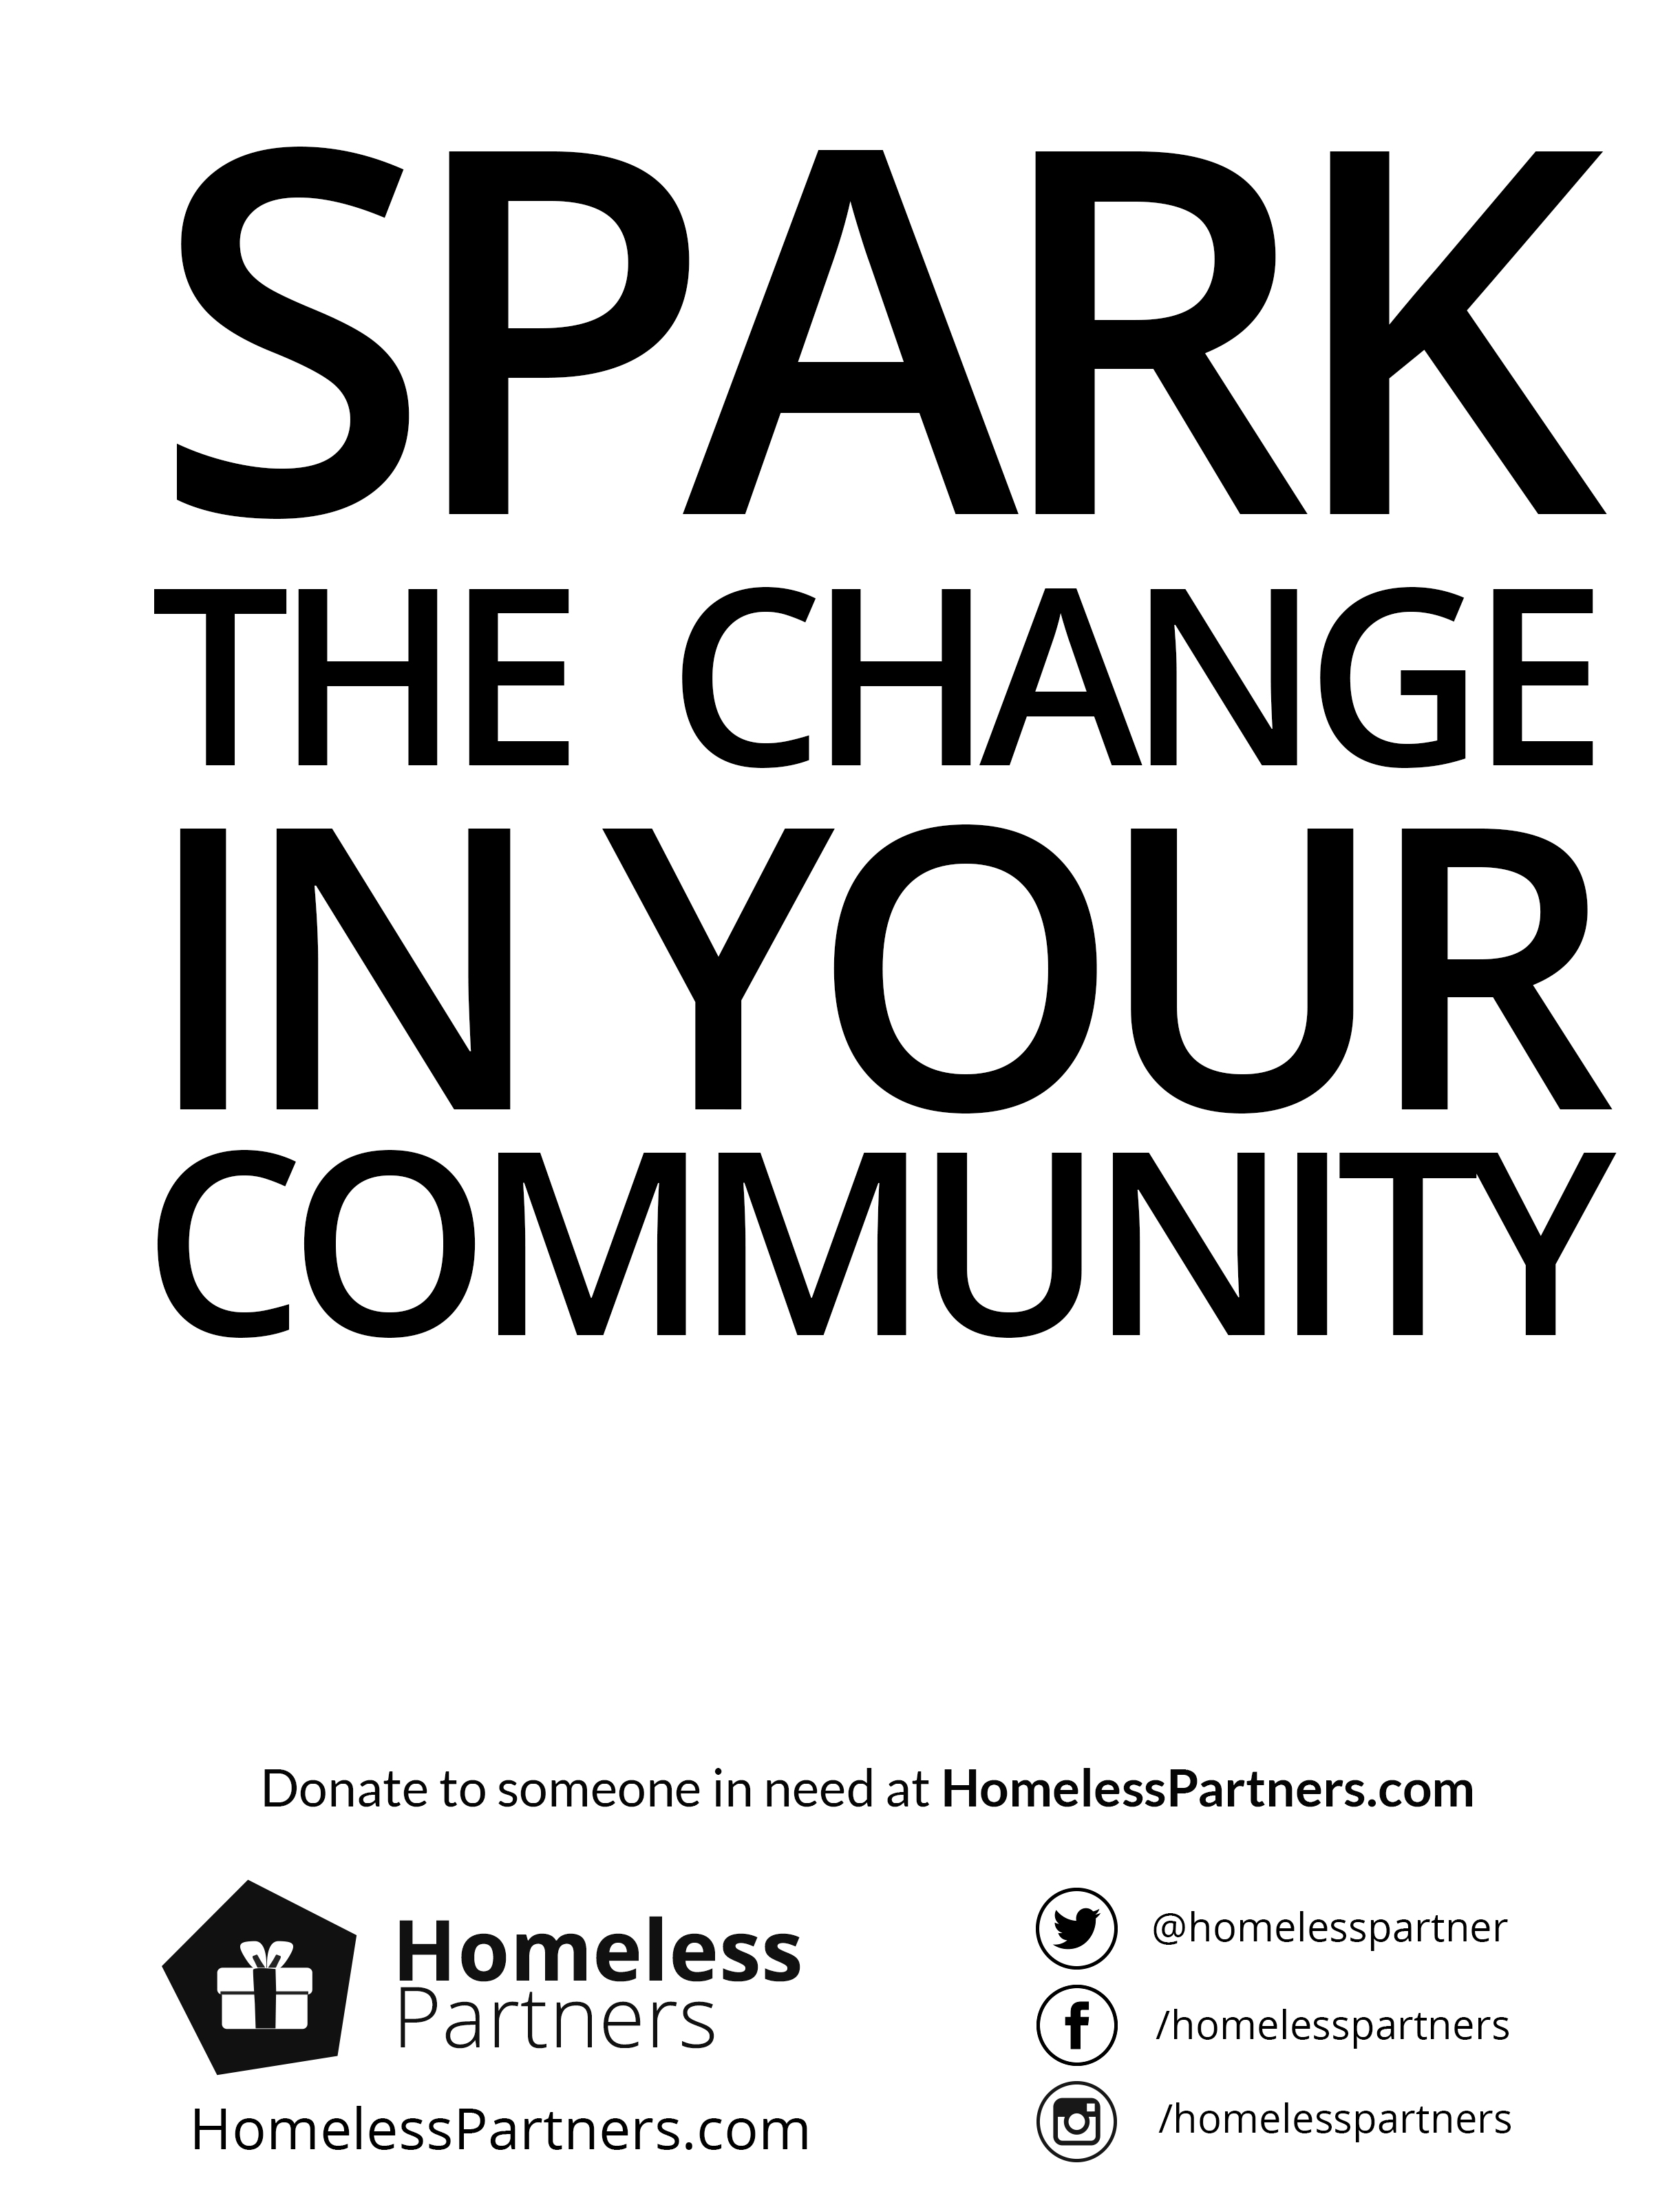 SPARK
THE CHANGE
IN YOUR
COMMUNITY
Donate to someone in need at HomelessPartners.com
Homeless
Partners
HomelessPartners.com
@homelesspartner
/homelesspartners
/homelesspartners